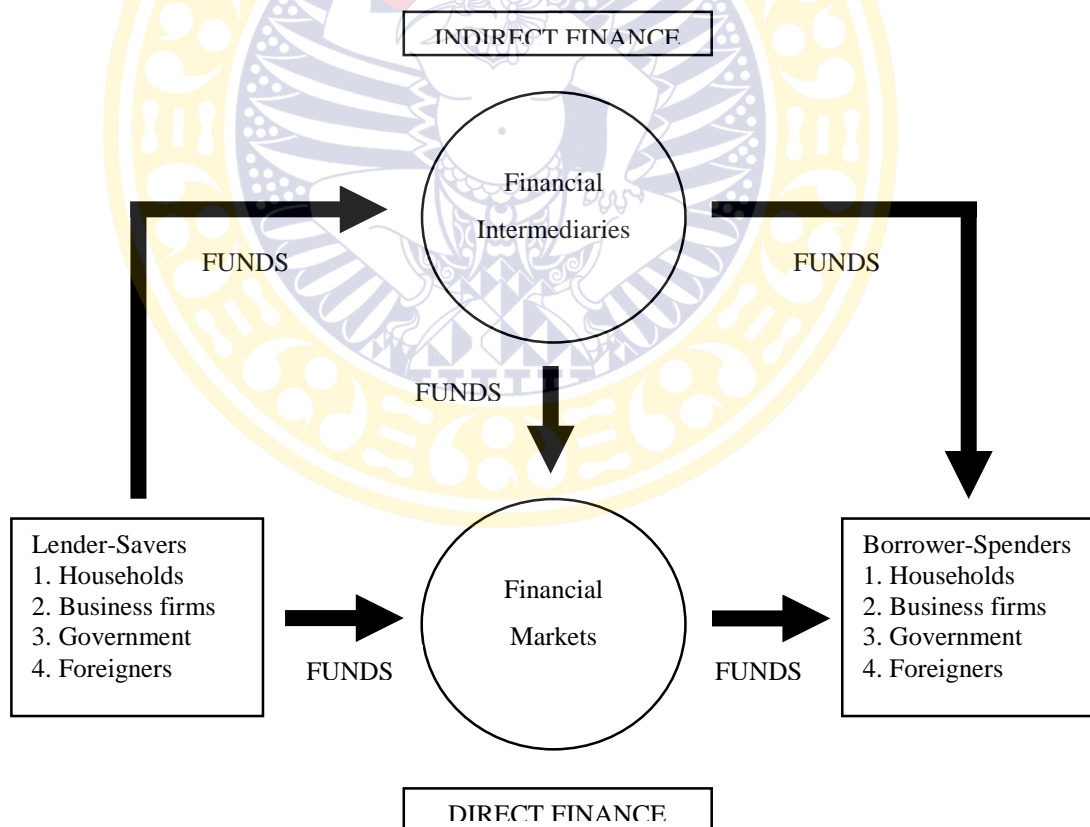 INDIRECT FINANCE
Financial
Intermediaries
FUNDS
FUNDS
FUNDS
Lender-Savers
1. Households
2. Business firms
3. Government
4. Foreigners
Financial
Markets
Borrower-Spenders
1. Households
2. Business firms
3. Government
4. Foreigners
FUNDS
FUNDS
DIRECT FINANCE